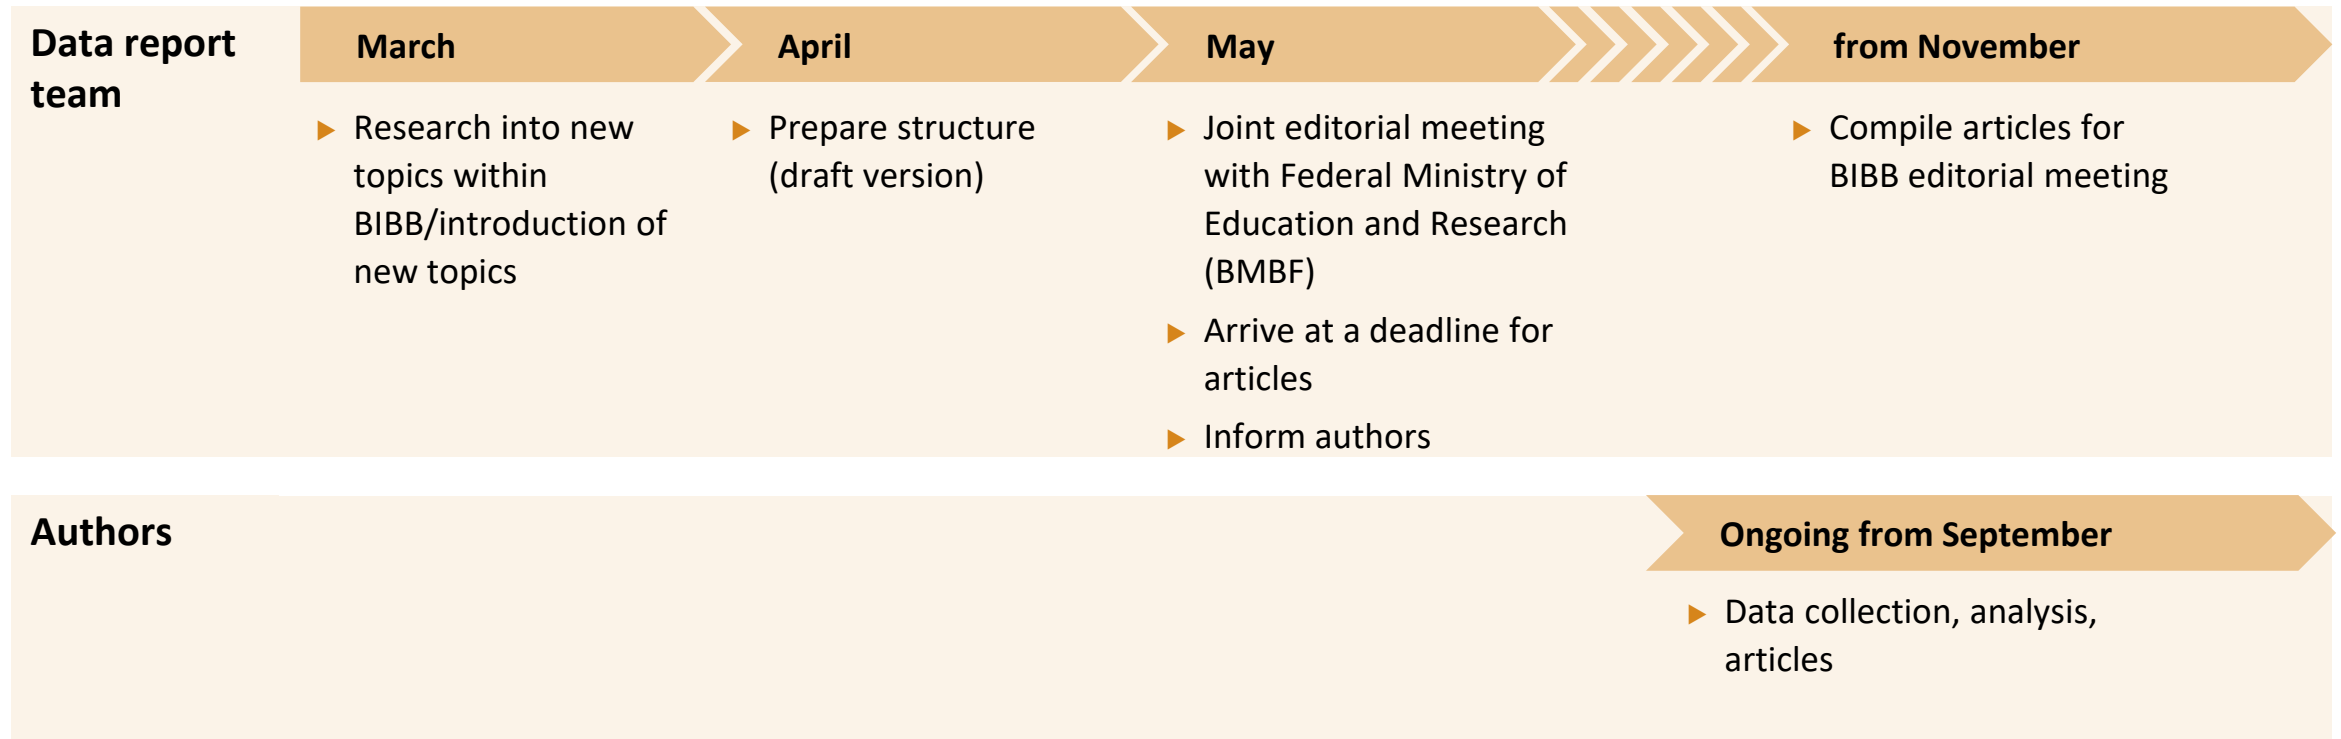 Data report
team
March
April
May
from November
Research into new
topics within
BIBB/introduction of
new topics
Prepare structure
(draft version)
Joint editorial meeting
with Federal Ministry of
Education and Research
(BMBF)
Arrive at a deadline for
articles
Inform authors
Compile articles for
BIBB editorial meeting
Authors
Ongoing from September
Data collection, analysis,
articles